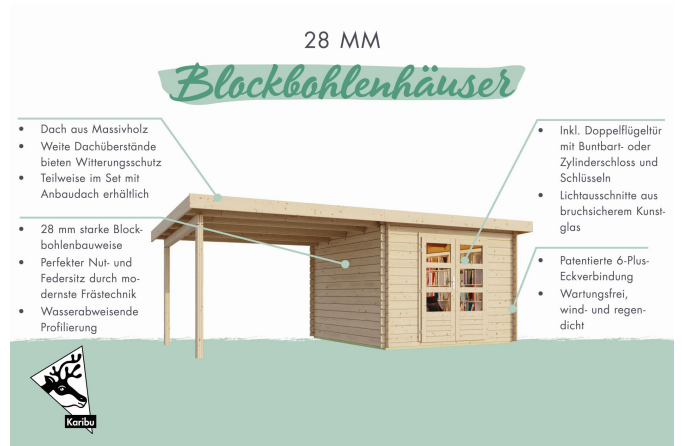 28 MM
Blockbohlenhäuser
• Dach aus Massivholz
• Weite Dachüberstände
bieten Witterungsschutz
• Teilweise im Set mit
Anbaudach erhältlich
• 28 mm starke Block-
bohlenbauweise
• Perfekter Nut- und
Federsitz durch mo-
dernste Frästechnik
• Wasserabweisende
Profilierung
• Inkl. Doppelflügeltür
mit Buntbart- oder
Zylinderschloss und
Schlüsseln
• Lichtausschnitte aus
bruchsicherem Kunst-
glas
• Patentierte 6-Plus-
Eckverbindung
• Wartungsfrei,
wind- und regen-
dicht
Karibu